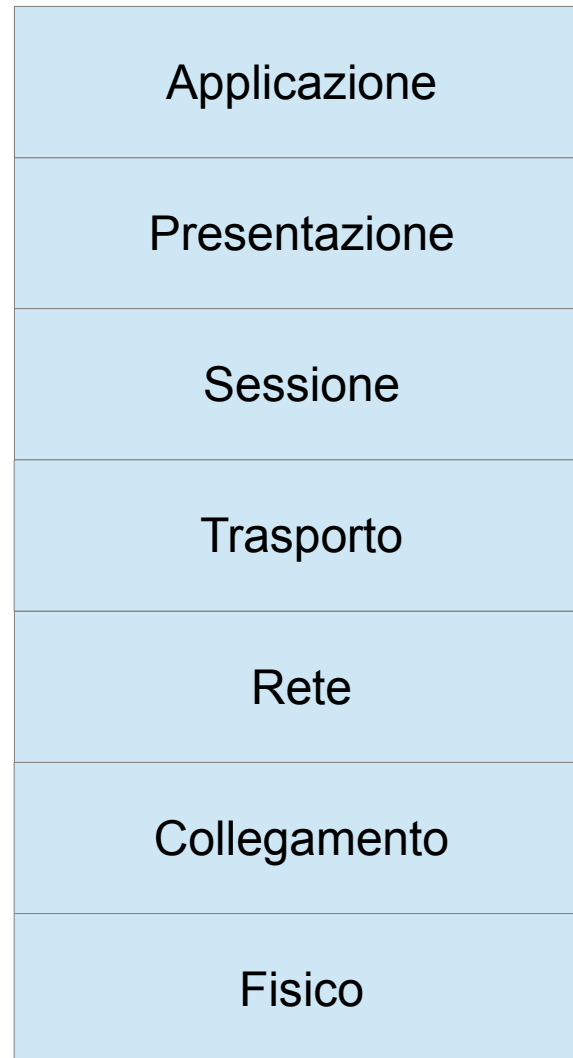 Applicazione
Presentazione
Sessione
Trasporto
Rete
Collegamento
Fisico